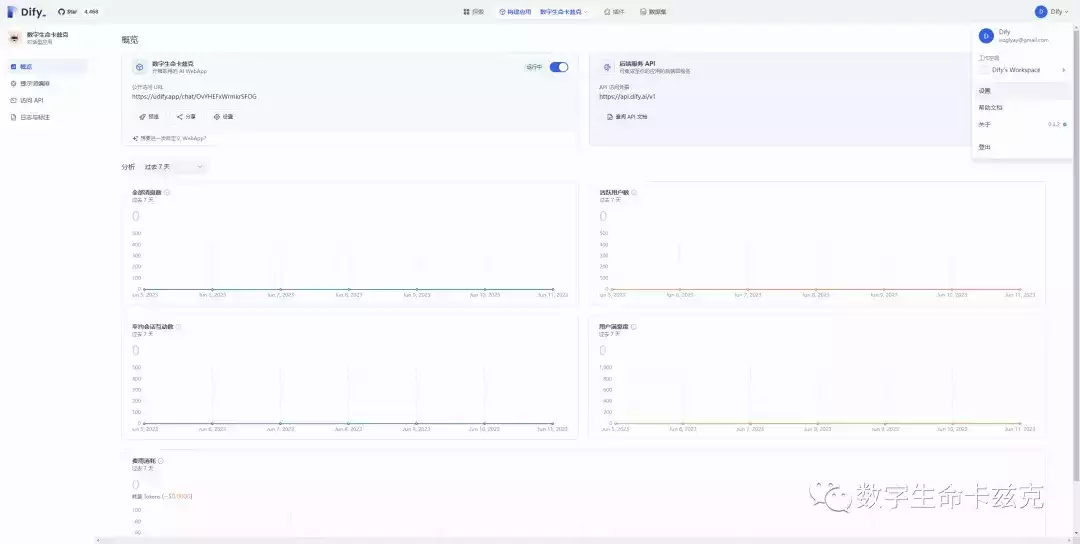 Dify
Star 4,468
探索
构建应用
数字生命卡兹克
插件
数据集
Dify
数字生命卡兹克
对话型应用
概览
提示词编排
访问 API
日志与标注
概览
数字生命卡兹克
开箱即用的 AI WebApp
运行中
公开访问 URL
预览
分享
设置
想要进一步自定义 WebApp?
后端服务 API
可集成至你的应用的后端即服务
API 访问凭据
https://api.dify.ai/v1
查阅 API 文档
Dify
工作空间
Dify's Workspace
设置
帮助文档
关于
登出
分析
过去 7 天
全部消息数
过去 7 天
0
500
400
300
200
100
0
Jun 5, 2023
Jun 6, 2023
Jun 7, 2023
Jun 8, 2023
Jun 9, 2023
Jun 10, 2023
Jun 11, 2023
活跃用户数
过去 7 天
0
500
400
300
200
100
0
Jun 5, 2023
Jun 6, 2023
Jun 7, 2023
Jun 8, 2023
Jun 9, 2023
Jun 10, 2023
Jun 11, 2023
平均会话互动数
过去 7 天
0
500
400
300
200
100
0
Jun 5, 2023
Jun 6, 2023
Jun 7, 2023
Jun 8, 2023
Jun 9, 2023
Jun 10, 2023
Jun 11, 2023
用户满意度
过去 7 天
0
1,000
800
600
400
200
0
Jun 5, 2023
Jun 6, 2023
Jun 7, 2023
Jun 8, 2023
Jun 9, 2023
Jun 10, 2023
Jun 11, 2023
费用消耗
过去 7 天
0
耗费 Tokens (~$0.0000)
100
80
60
数字生命卡兹克